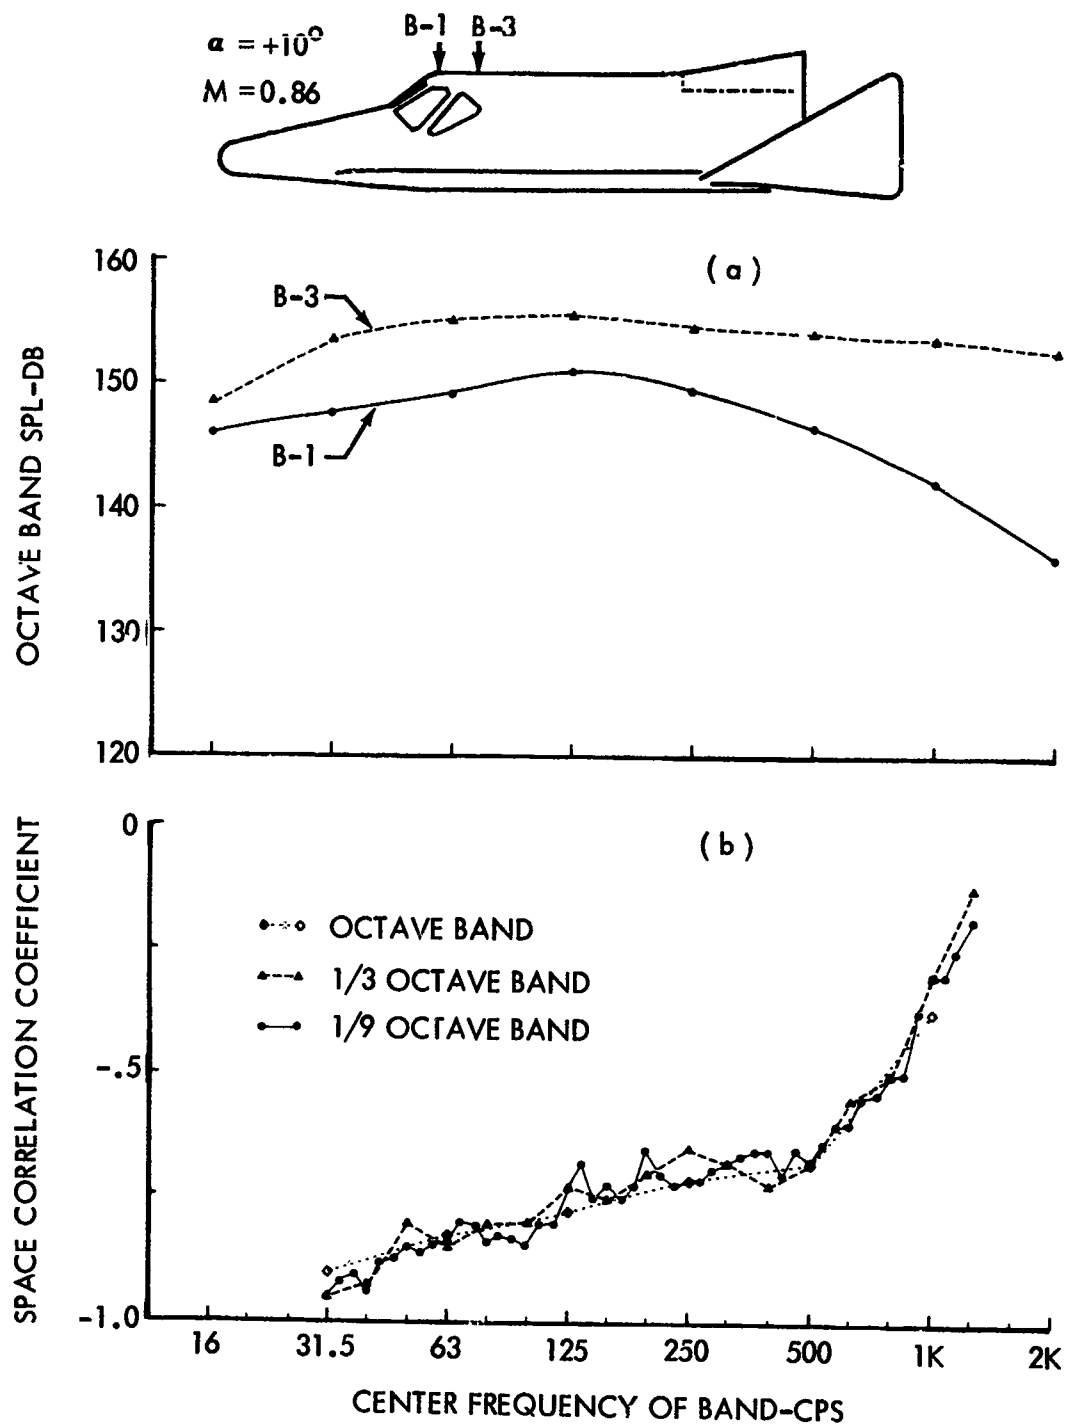 B-1 B-3
α = +10°
M = 0.86
(a)
160
150
140
130
120
OCTAVE BAND SPL-DB
B-3
B-1
(b)
0
-.5
-1.0
SPACE CORRELATION COEFFICIENT
OCTAVE BAND
1/3 OCTAVE BAND
1/9 OCTAVE BAND
16 31.5 63 125 250 500 1K 2K
CENTER FREQUENCY OF BAND-CPS